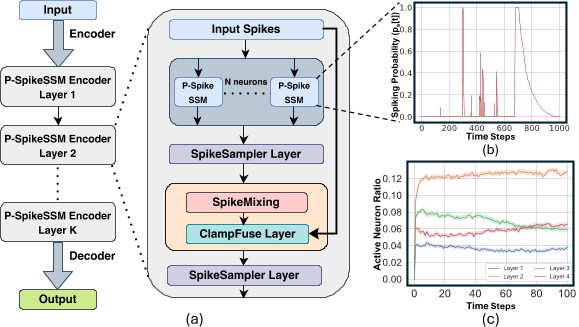 Input
Encoder
P-SpikeSSM Encoder
Layer 1
P-SpikeSSM Encoder
Layer 2
P-SpikeSSM Encoder
Layer K
Decoder
Output
Input Spikes
N neurons
P-Spike
SSM
P-Spike
SSM
SpikeSampler Layer
SpikeMixing
ClampFuse Layer
SpikeSampler Layer
(a)
Spiking Probability (pₛ[t])
1.0
0.8
0.6
0.4
0.2
0.0
0 200 400 600 800 1000
Time Steps
(b)
Active Neuron Ratio
0.12
0.10
0.08
0.06
0.04
0.02
0.00
Layer 1
Layer 2
Layer 3
Layer 4
0 20 40 60 80 100
Time Steps
(c)